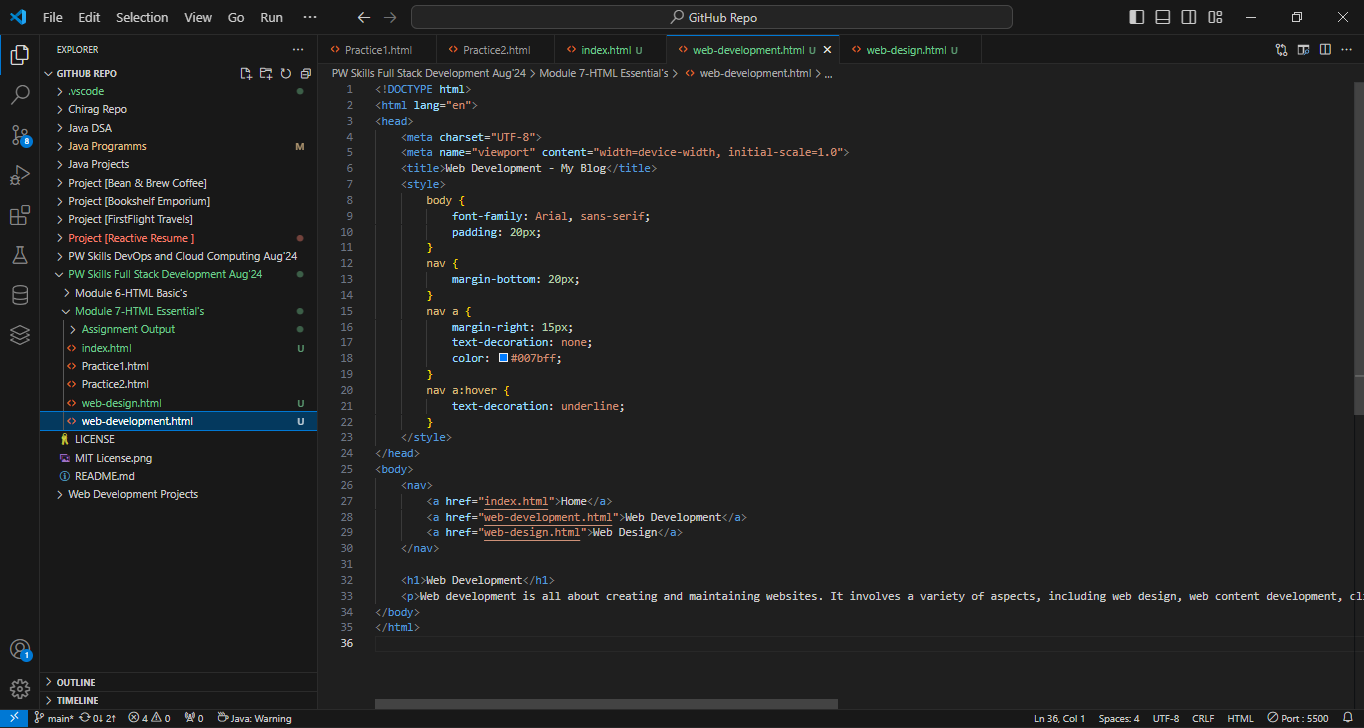 File Edit Selection View Go Run ··· GitHub Repo
EXPLORER ···
GITHUB REPO
.vscode
Chirag Repo
Java DSA
Java Programms M
Java Projects
Project [Bean & Brew Coffee]
Project [Bookshelf Emporium]
Project [FirstFlight Travels]
Project [Reactive Resume ]
PW Skills DevOps and Cloud Computing Aug'24
PW Skills Full Stack Development Aug'24
Module 6-HTML Basic's
Module 7-HTML Essential's
Assignment Output
index.html U
Practice1.html
Practice2.html
web-design.html U
web-development.html U
LICENSE
MIT License.png
README.md
Web Development Projects
OUTLINE
TIMELINE
8
1
Practice1.html Practice2.html index.html U web-development.html U web-design.html U ···
PW Skills Full Stack Development Aug'24 > Module 7-HTML Essential's > web-development.html > ...
1 <!DOCTYPE html>
2 <html lang="en">
3 <head>
4 <meta charset="UTF-8">
5 <meta name="viewport" content="width=device-width, initial-scale=1.0">
6 <title>Web Development - My Blog</title>
7 <style>
8 body {
9 font-family: Arial, sans-serif;
10 padding: 20px;
11 }
12 nav {
13 margin-bottom: 20px;
14 }
15 nav a {
16 margin-right: 15px;
17 text-decoration: none;
18 color: #007bff;
19 }
20 nav a:hover {
21 text-decoration: underline;
22 }
23 </style>
24 </head>
25 <body>
26 <nav>
27 <a href="index.html">Home</a>
28 <a href="web-development.html">Web Development</a>
29 <a href="web-design.html">Web Design</a>
30 </nav>
31
32 <h1>Web Development</h1>
33 <p>Web development is all about creating and maintaining websites. It involves a variety of aspects, including web design, web content development, cli
34 </body>
35 </html>
36
main* 0↓ 2↑ 4 0 0 Java: Warning Ln 36, Col 1 Spaces: 4 UTF-8 CRLF HTML Port : 5500